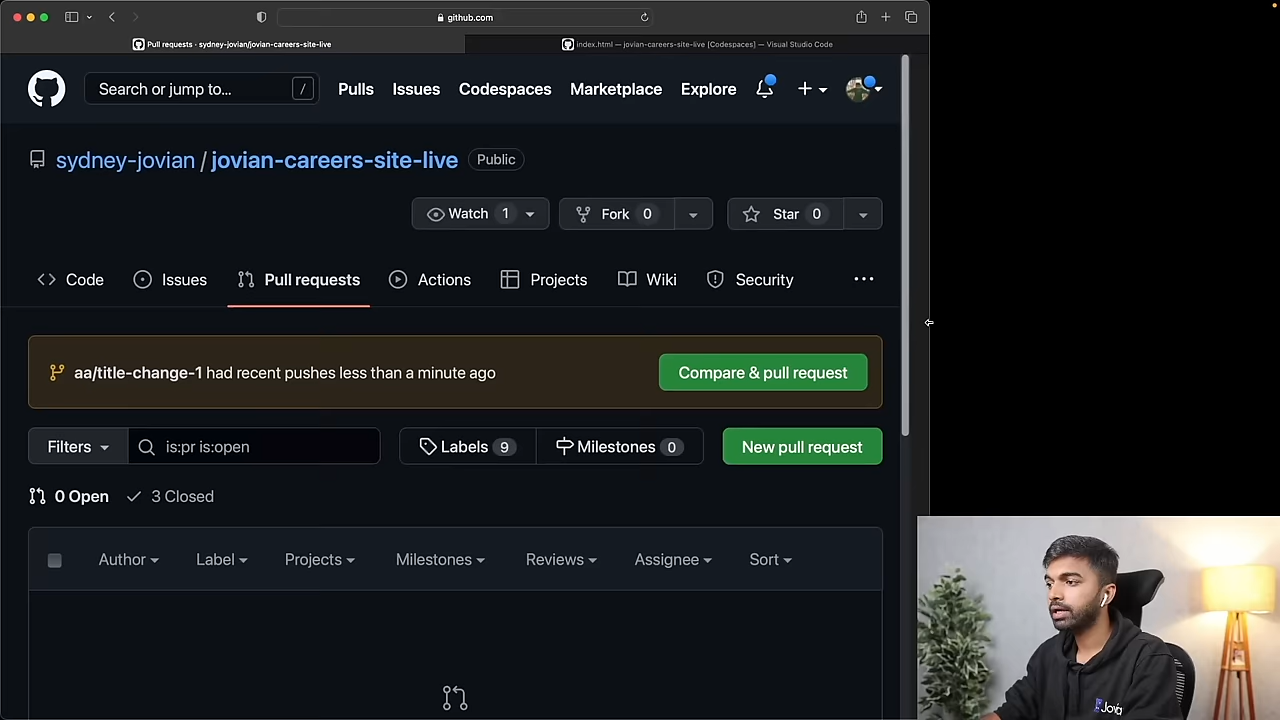 github.com
Pull requests · sydney-jovian/jovian-careers-site-live
index.html — jovian-careers-site-live [Codespaces] — Visual Studio Code
Search or jump to... /
Pulls Issues Codespaces Marketplace Explore
sydney-jovian / jovian-careers-site-live Public
Watch 1 Fork 0 Star 0
Code Issues Pull requests Actions Projects Wiki Security
aa/title-change-1 had recent pushes less than a minute ago Compare & pull request
Filters is:pr is:open Labels 9 Milestones 0 New pull request
0 Open 3 Closed
Author Label Projects Milestones Reviews Assignee Sort